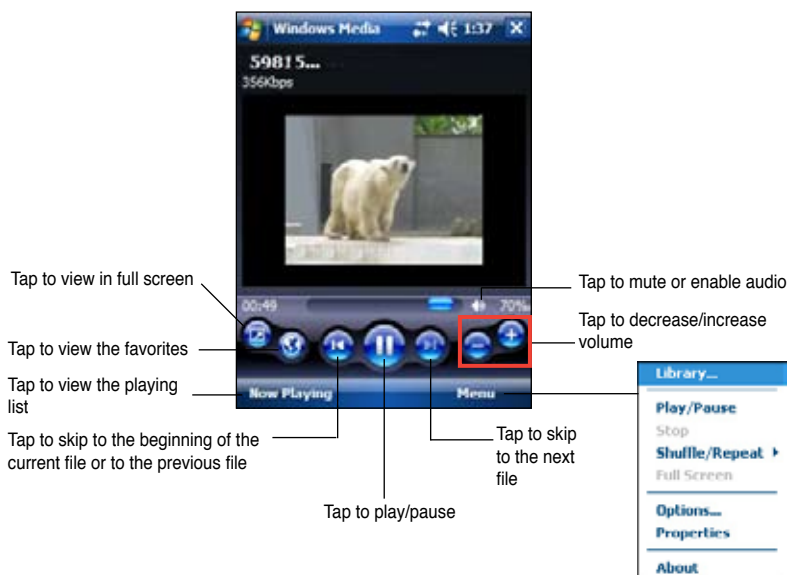 Windows Media 1:37
59815...
356Kbps
Tap to view in full screen
Tap to mute or enable audio
00:49 70%
Tap to decrease/increase
volume
Tap to view the favorites
Tap to view the playing
list
Now Playing Menu
Tap to skip to the beginning of the
current file or to the previous file
Tap to skip
to the next
file
Tap to play/pause
Library...
Play/Pause
Stop
Shuffle/Repeat
Full Screen
Options...
Properties
About